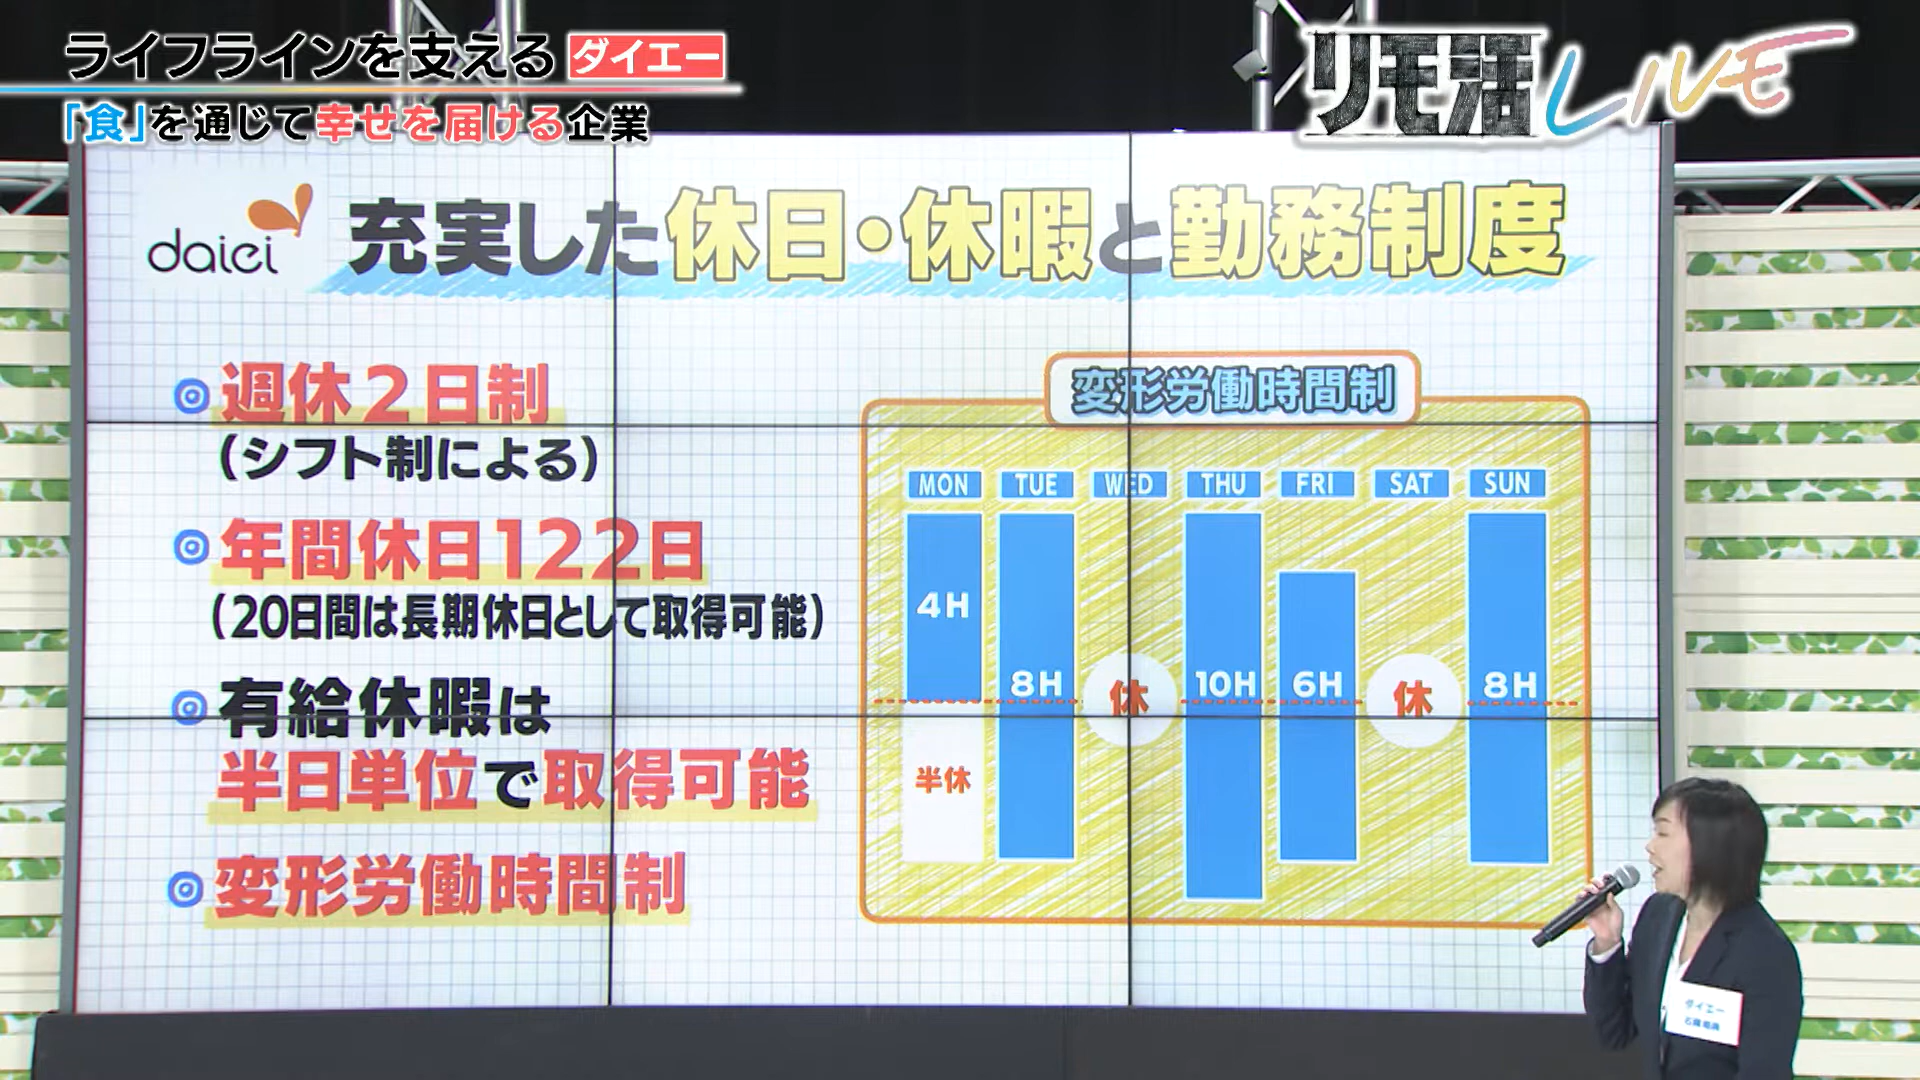 ライフラインを支える ダイエー
「食」を通じて幸せを届ける企業
リモ活 LIVE
daiei
充実した休日・休暇と勤務制度
週休2日制
(シフト制による)
年間休日122日
(20日間は長期休日として取得可能)
有給休暇は
半日単位で取得可能
変形労働時間制
変形労働時間制
MON TUE WED THU FRI SAT SUN
4H
8H 休 10H 6H 休 8H
半休
ダイエー